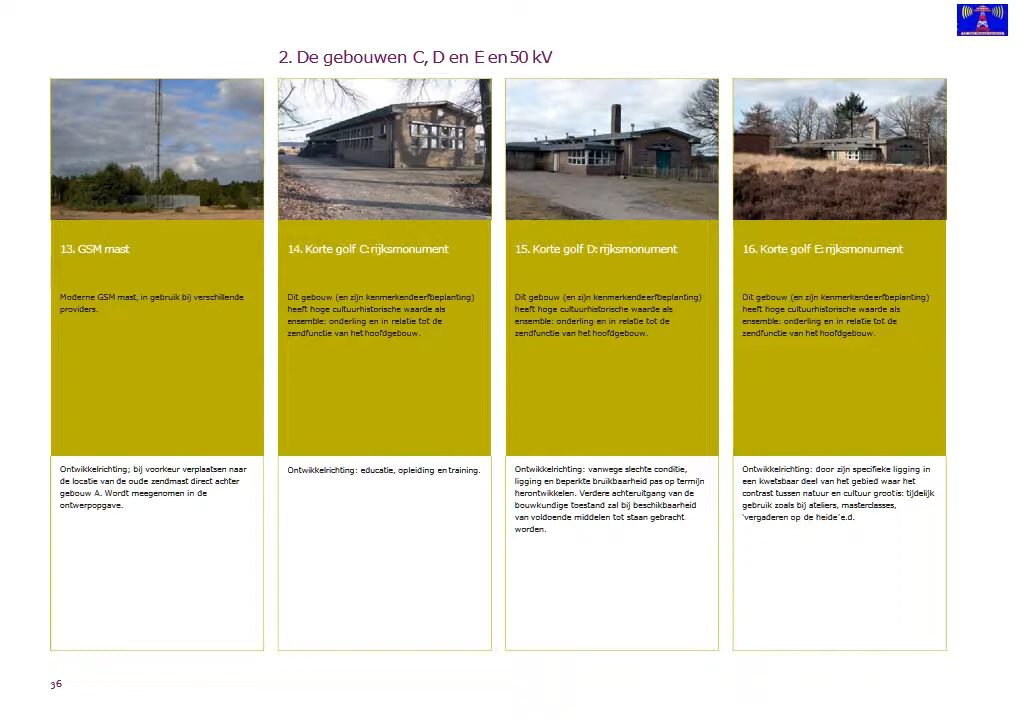 2. De gebouwen C, D en E en 50 kV
13. GSM mast
Moderne GSM mast, in gebruik bij verschillende
providers.
Ontwikkelrichting; bij voorkeur verplaatsen naar
de locatie van de oude zendmast direct achter
gebouw A. Wordt meegenomen in de
ontwerpopgave.
14. Korte golf C: rijksmonument
Dit gebouw (en zijn kenmerkende erfbeplanting)
heeft hoge cultuurhistorische waarde als
ensemble: onderling en in relatie tot de
zendfunctie van het hoofdgebouw.
Ontwikkelrichting: educatie, opleiding en training.
15. Korte golf D: rijksmonument
Dit gebouw (en zijn kenmerkende erfbeplanting)
heeft hoge cultuurhistorische waarde als
ensemble: onderling en in relatie tot de
zendfunctie van het hoofdgebouw.
Ontwikkelrichting: vanwege slechte conditie,
ligging en beperkte bruikbaarheid pas op termijn
herontwikkelen. Verdere achteruitgang van de
bouwkundige toestand zal bij beschikbaarheid
van voldoende middelen tot staan gebracht
worden.
16. Korte golf E: rijksmonument
Dit gebouw (en zijn kenmerkende erfbeplanting)
heeft hoge cultuurhistorische waarde als
ensemble: onderling en in relatie tot de
zendfunctie van het hoofdgebouw.
Ontwikkelrichting: door zijn specifieke ligging in
een kwetsbaar deel van het gebied waar het
contrast tussen natuur en cultuur groot is: tijdelijk
gebruik zoals bij ateliers, masterclasses,
'vergaderen op de heide' e.d.
36